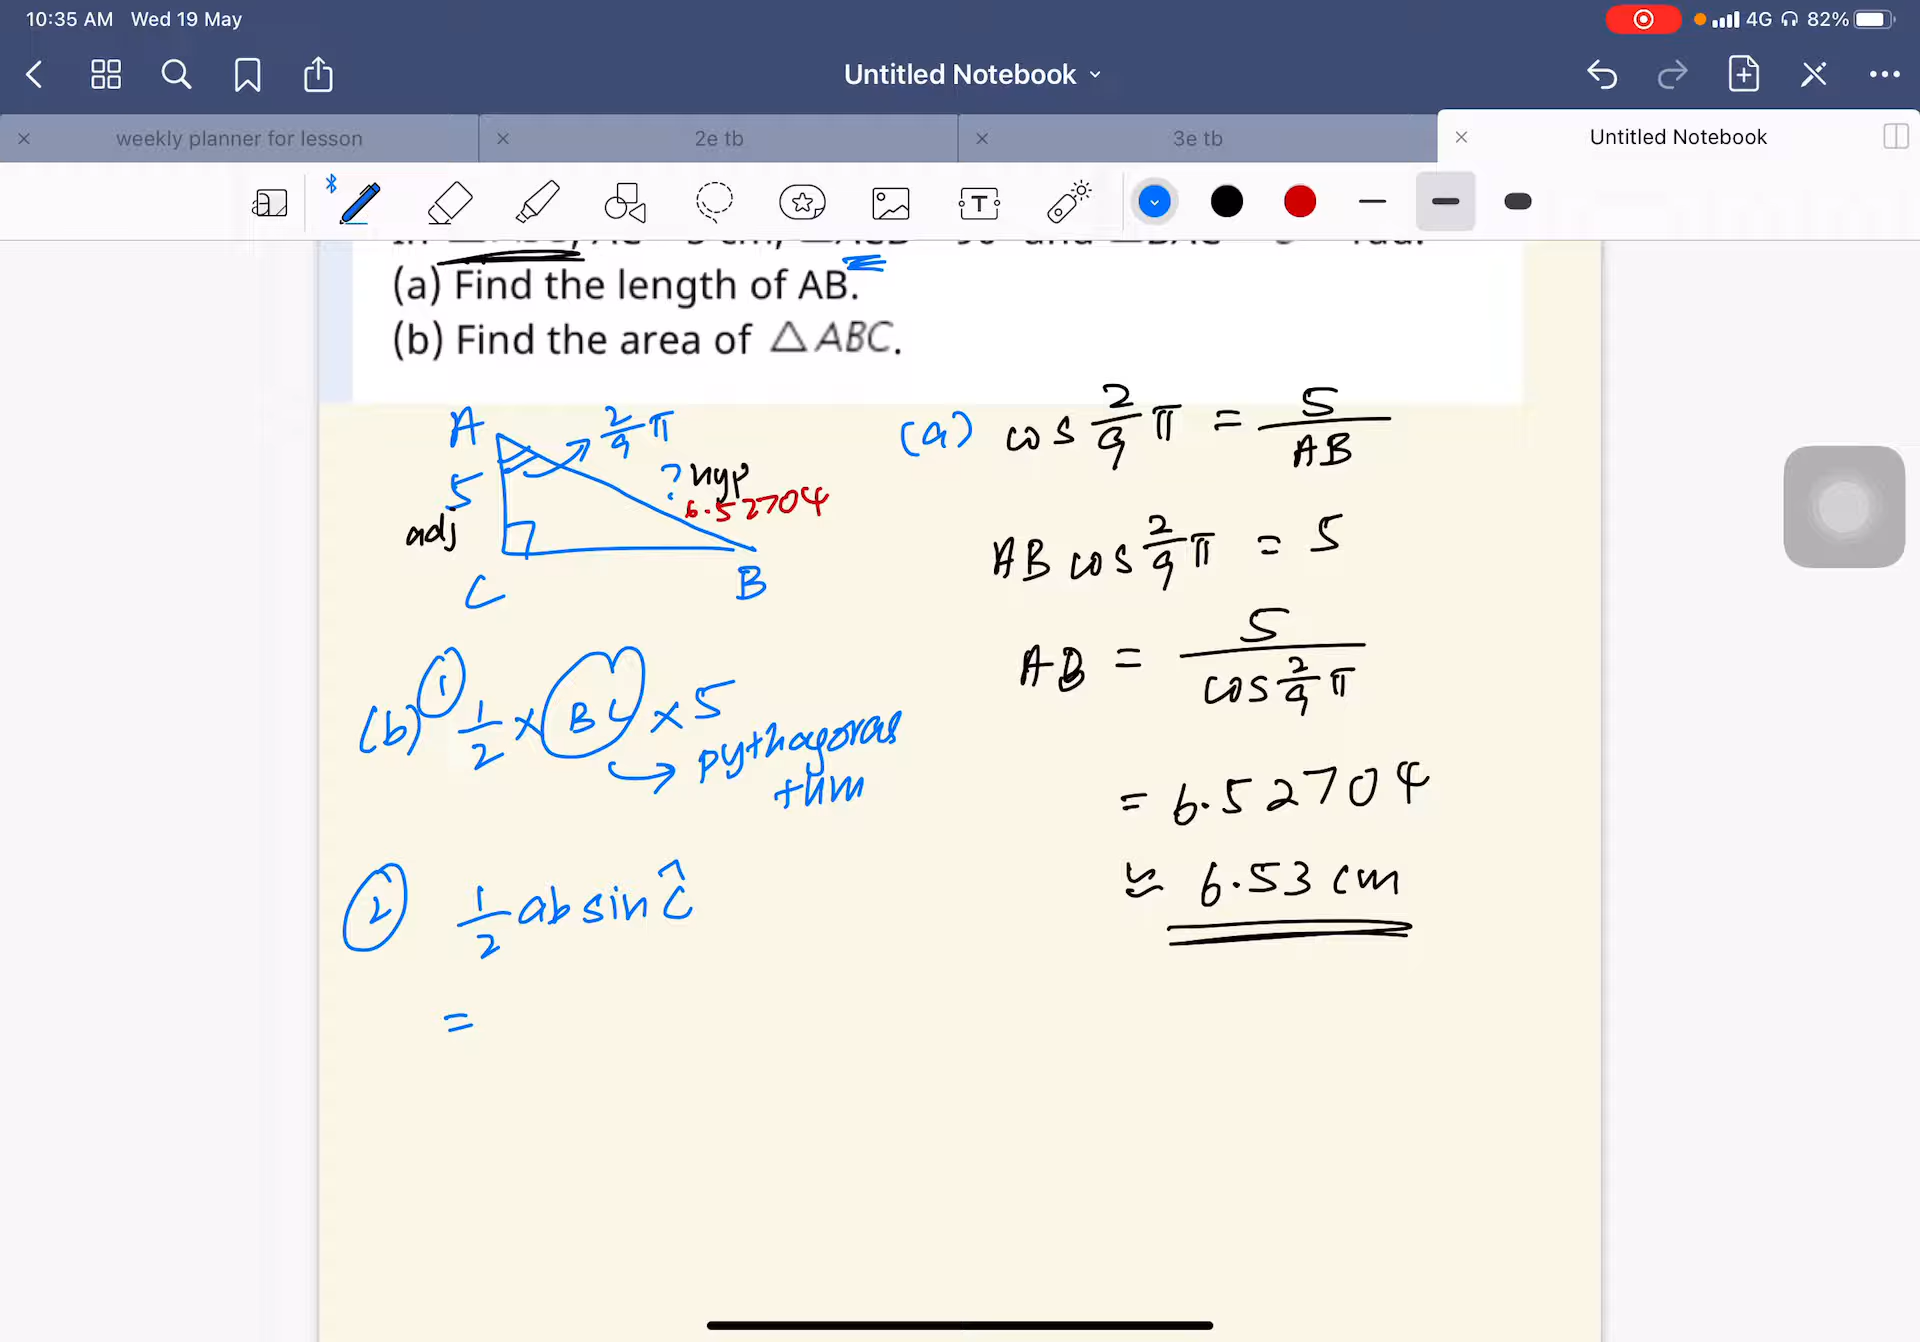 10:35 AM Wed 19 May
4G 82%
Untitled Notebook
weekly planner for lesson
2e tb
3e tb
Untitled Notebook
(a) Find the length of AB.
(b) Find the area of △ABC.
A
2/9 π
5
adj
? hyp
6.52704
C
B
(a) cos 2/9 π = 5/AB
AB cos 2/9 π = 5
AB = 5/cos 2/9 π
= 6.52704
≈ 6.53 cm
(b) ① 1/2 × BC × 5
pythagoras
thm
② 1/2 ab sin Ĉ
=